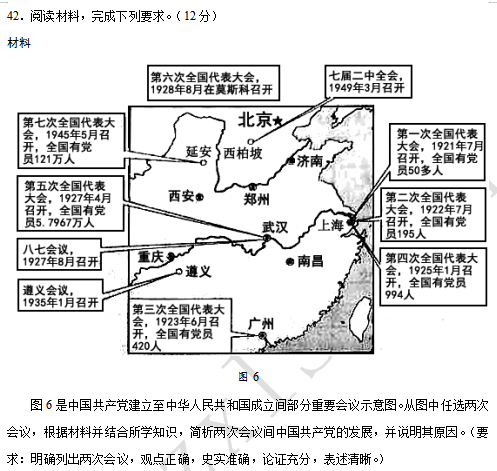 42．阅读材料，完成下列要求。（12分）
材料
第六次全国代表大会，
1928年8月在莫斯科召开
七届二中全会，
1949年3月召开
北京
第七次全国代表大
会，1945年5月召
开，全国有党
员121万人
延安
西柏坡
济南
第一次全国代表大
会，1921年7月
召开，全国有党
员50多人
第五次全国代表
大会，1927年4月
召开，全国有党
员5.7967万人
西安
郑州
第二次全国代表
大会，1922年7月
召开，全国有党
员195人
上海
武汉
八七会议，
1927年8月召开
重庆
南昌
第四次全国代表大
会，1925年1月召
开，全国有党员
994人
遵义
遵义会议，
1935年1月召开
第三次全国代表大
会，1923年6月召
开，全国有党员
420人
广州
图 6
图6是中国共产党建立至中华人民共和国成立间部分重要会议示意图。从图中任选两次
会议，根据材料并结合所学知识，简析两次会议间中国共产党的发展，并说明其原因。（要
求：明确列出两次会议，观点正确，史实准确，论证充分，表述清晰。）